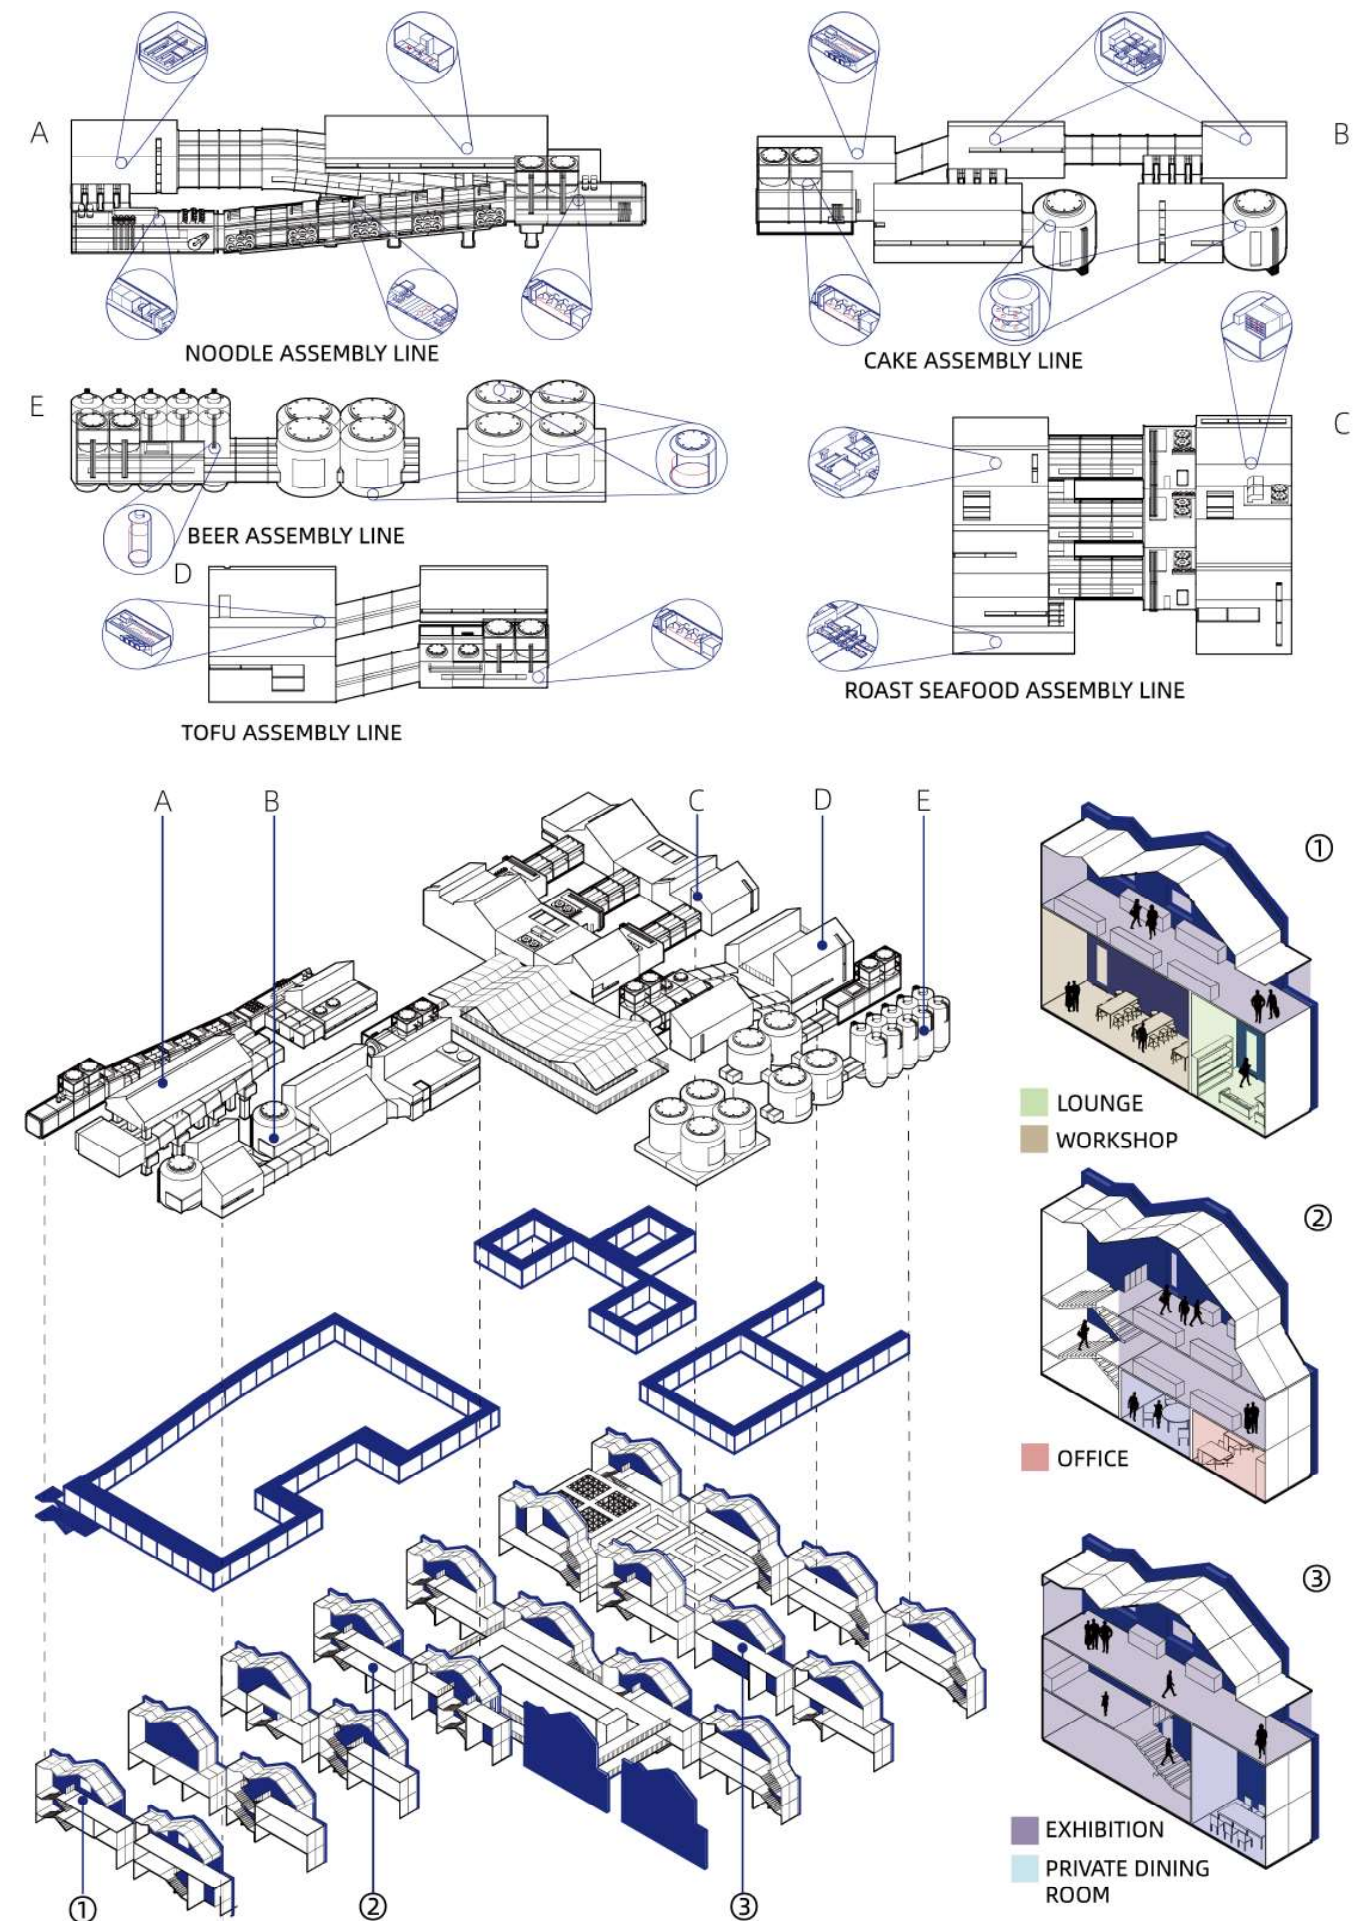 A
B
NOODLE ASSEMBLY LINE
CAKE ASSEMBLY LINE
E
C
BEER ASSEMBLY LINE
D
ROAST SEAFOOD ASSEMBLY LINE
TOFU ASSEMBLY LINE
A
B
C
D
E
①
LOUNGE
WORKSHOP
②
OFFICE
③
EXHIBITION
PRIVATE DINING
ROOM
①
②
③